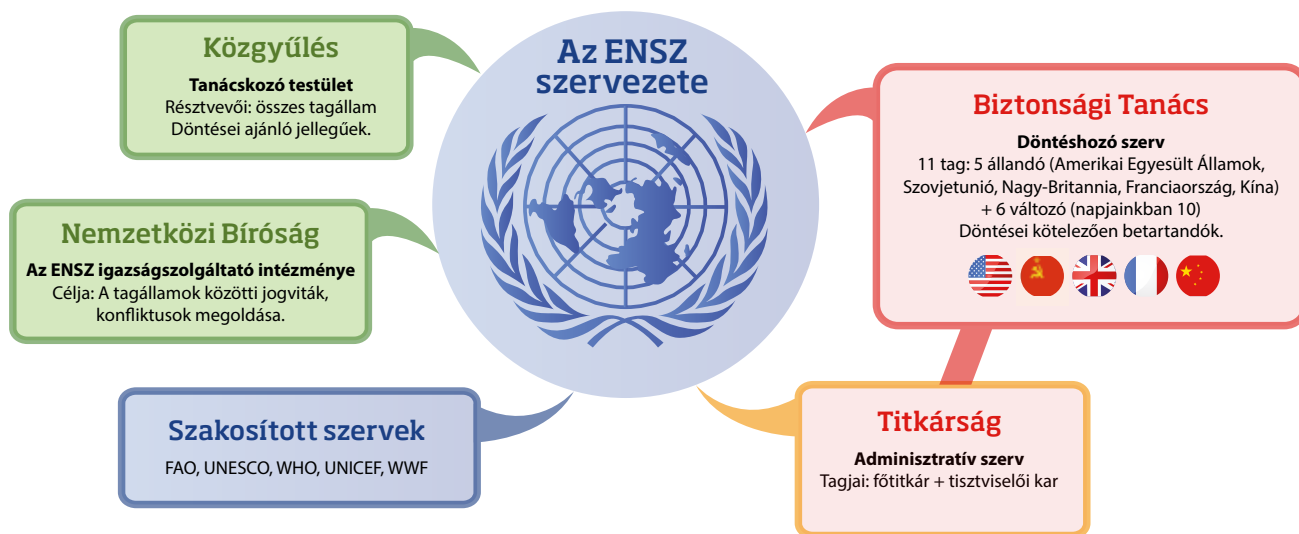 Az ENSZ
szervezete
Közgyűlés
Tanácskozó testület
Résztvevői: összes tagállam
Döntései ajánló jellegűek.
Nemzetközi Bíróság
Az ENSZ igazságszolgáltató intézménye
Célja: A tagállamok közötti jogviták,
konfliktusok megoldása.
Szakosított szervek
FAO, UNESCO, WHO, UNICEF, WWF
Biztonsági Tanács
Döntéshozó szerv
11 tag: 5 állandó (Amerikai Egyesült Államok,
Szovjetunió, Nagy-Britannia, Franciaország, Kína)
+ 6 változó (napjainkban 10)
Döntései kötelezően betartandók.
Titkárság
Adminisztratív szerv
Tagjai: főtitkár + tisztviselői kar